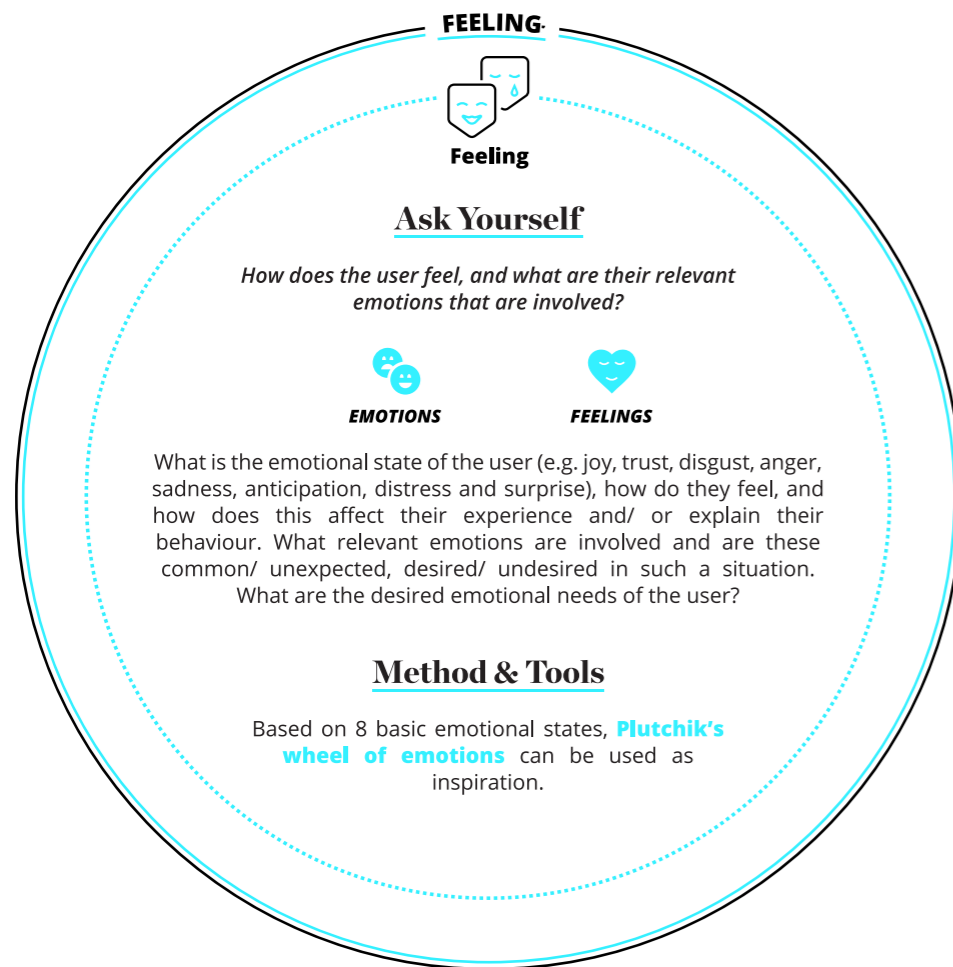 FEELING
Feeling
Ask Yourself
How does the user feel, and what are their relevant
emotions that are involved?
EMOTIONS
FEELINGS
What is the emotional state of the user (e.g. joy, trust, disgust, anger,
sadness, anticipation, distress and surprise), how do they feel, and
how does this affect their experience and/ or explain their
behaviour. What relevant emotions are involved and are these
common/ unexpected, desired/ undesired in such a situation.
What are the desired emotional needs of the user?
Method & Tools
Based on 8 basic emotional states, Plutchik's
wheel of emotions can be used as
inspiration.